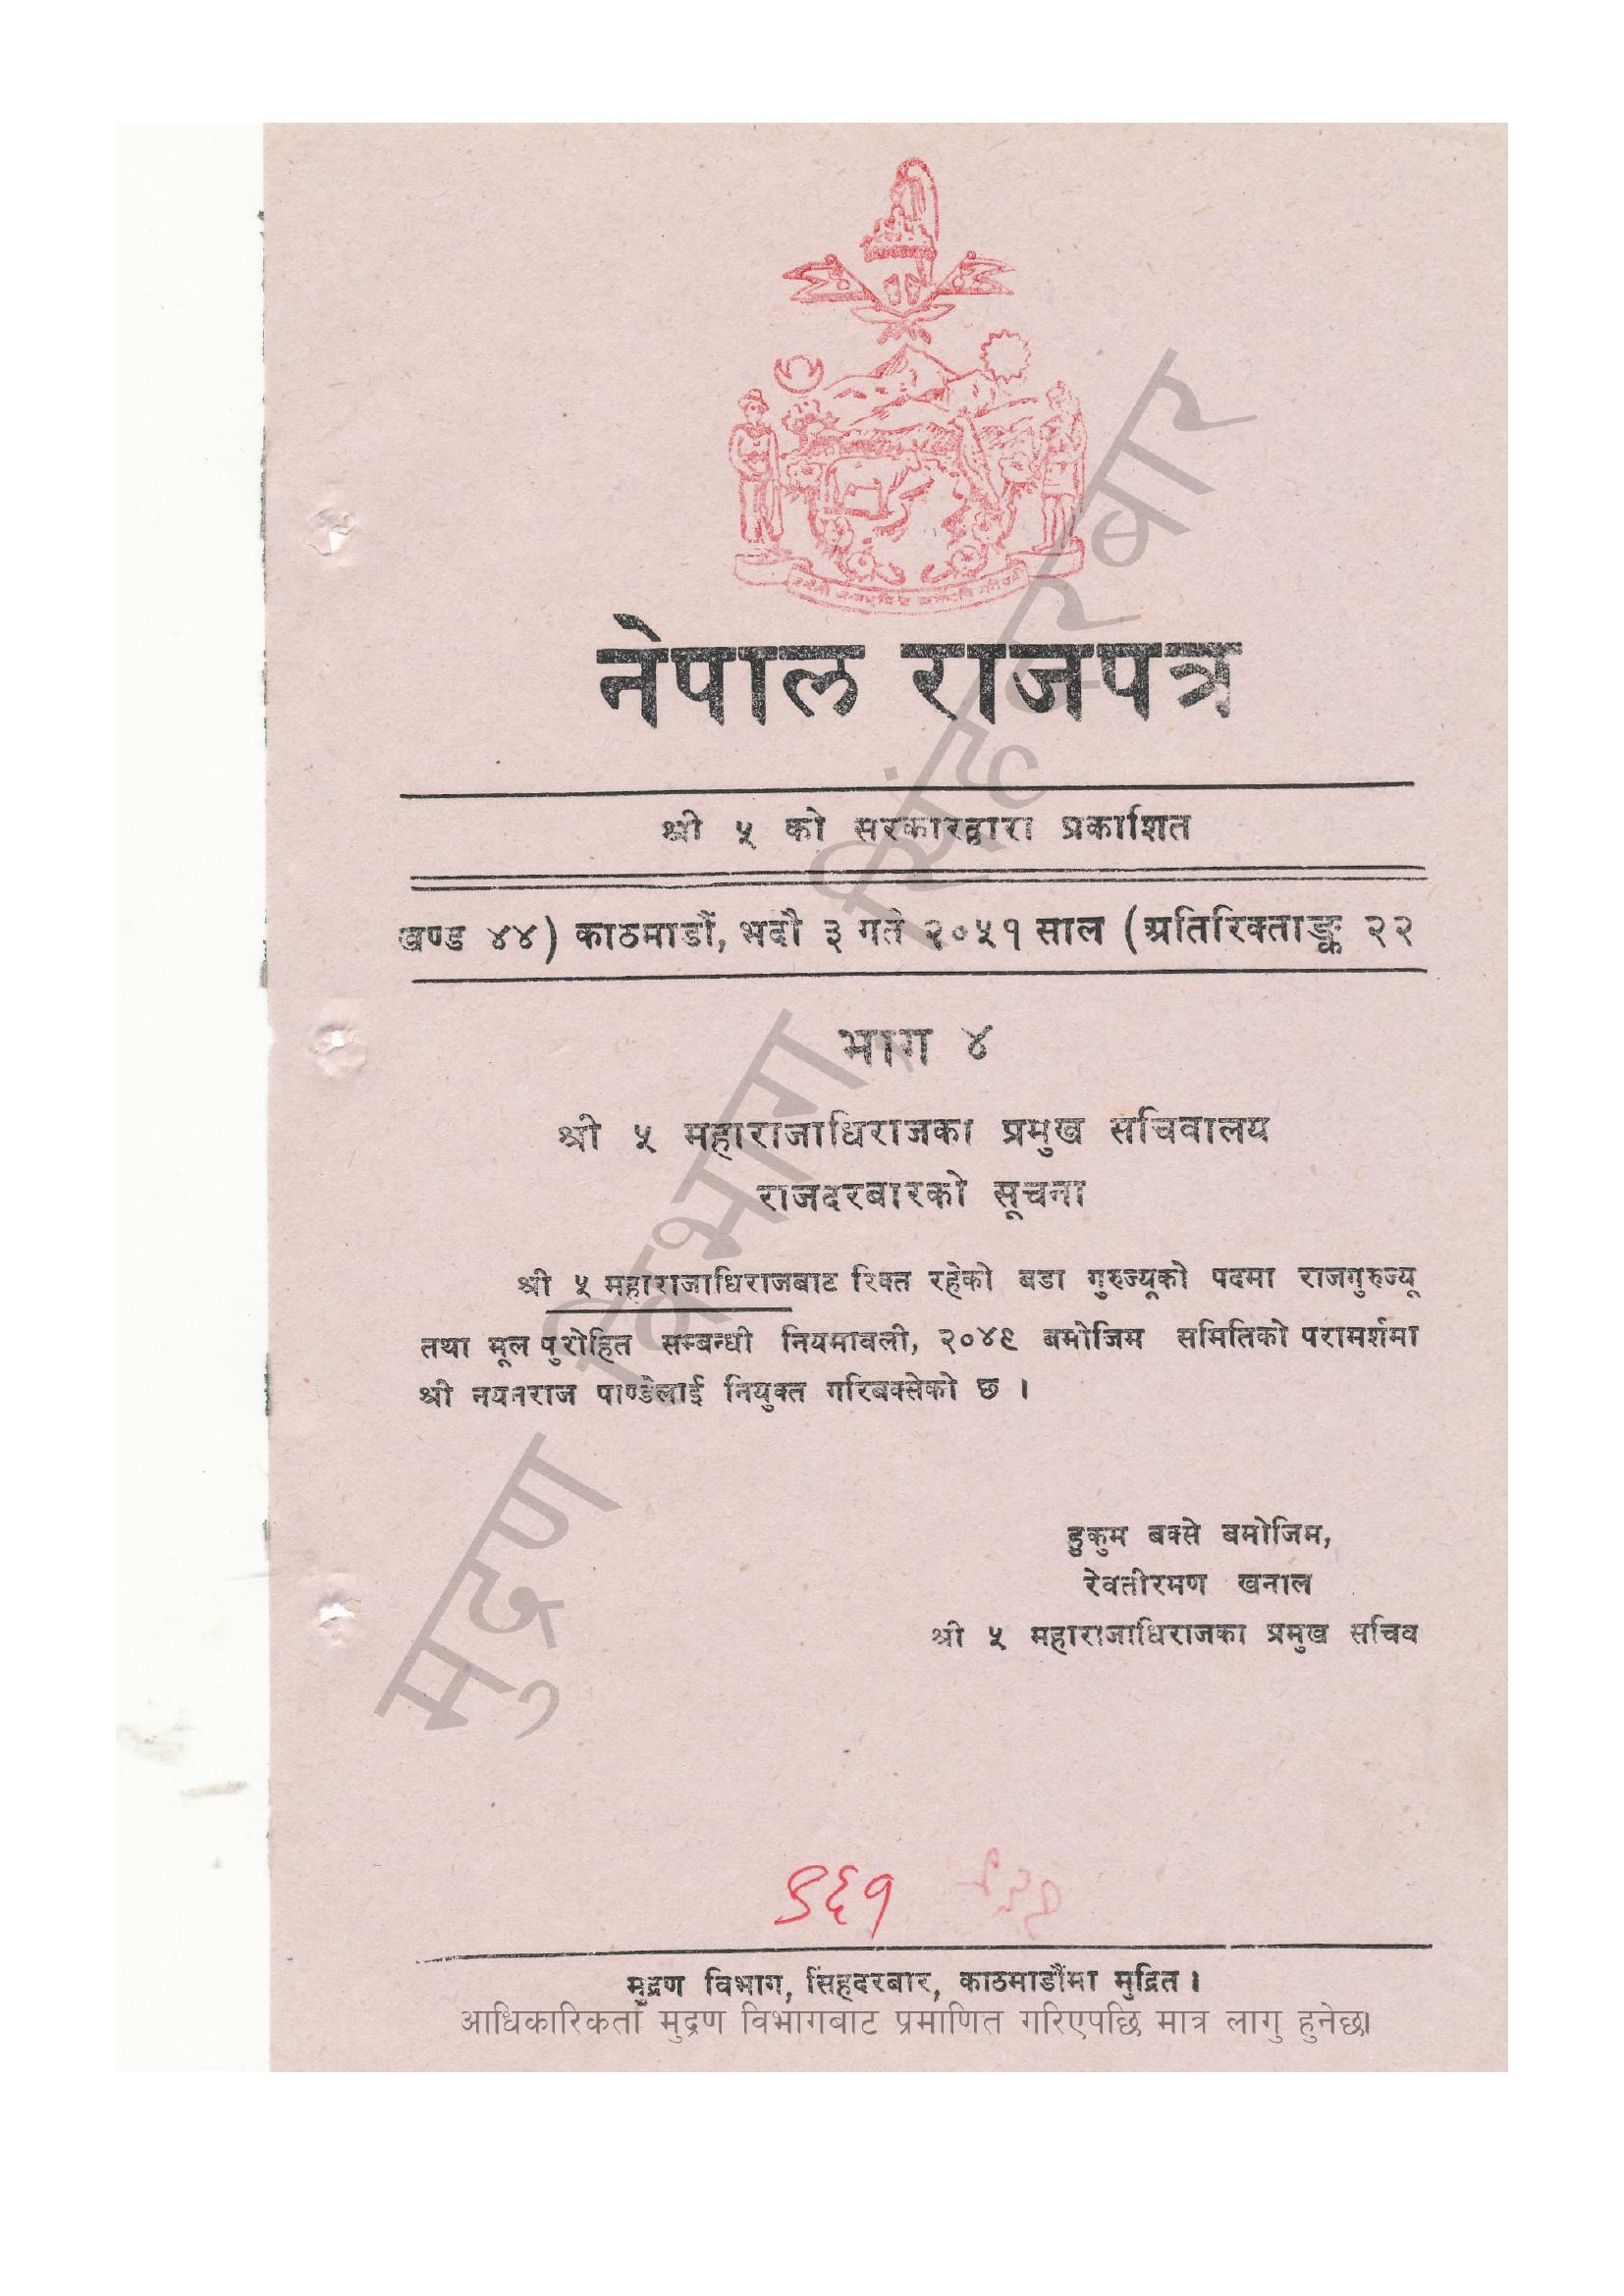 नेपाल राजपत्र
श्री ५ को सरकारद्वारा प्रकाशित
खण्ड ४४) काठमाडौं, भदौ ३ गते २०५१ साल (अतिरिक्ताङ्क २२
भाग ४
श्री ५ महाराजाधिराजका प्रमुख सचिवालय
राजदरबारको सूचना
श्री ५ महाराजाधिराजबाट रिक्त रहेको बडा गुरुज्यूको पदमा राजगुरुज्यू
तथा मूल पुरोहित सम्बन्धी नियमावली, २०४९ बमोजिम समितिको परामर्शमा
श्री नयनराज पाण्डेलाई नियुक्त गरिबक्सेको छ ।
हुकुम बक्से बमोजिम,
रेवतीरमण खनाल
श्री ५ महाराजाधिराजका प्रमुख सचिव
९६१
मुद्रण विभाग, सिंहदरबार, काठमाडौंमा मुद्रित ।
आधिकारिकता मुद्रण विभागबाट प्रमाणित गरिएपछि मात्र लागु हुनेछ।
मुद्रण विभाग, सिंहदरबार